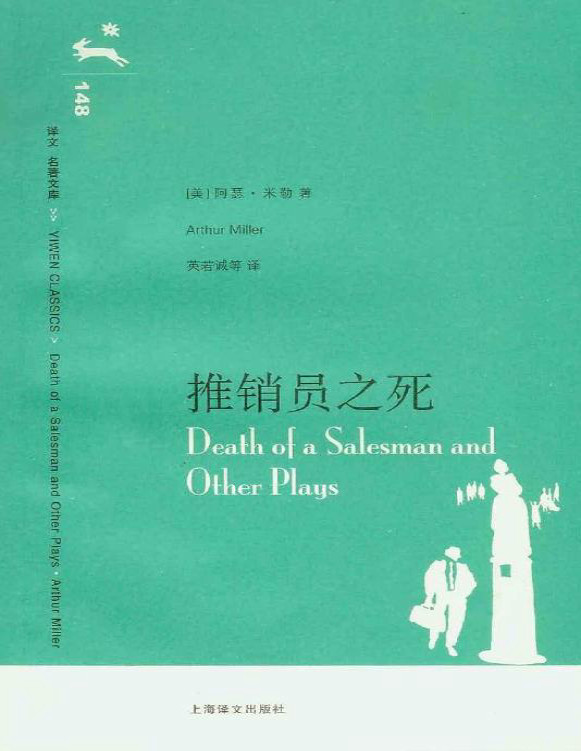 148
译文 名著文库 >> YIWEN CLASSICS > Death of a Salesman and Other Plays · Arthur Miller
[美] 阿瑟·米勒 著
Arthur Miller
英若诚等 译
推销员之死
Death of a Salesman and
Other Plays
上海译文出版社